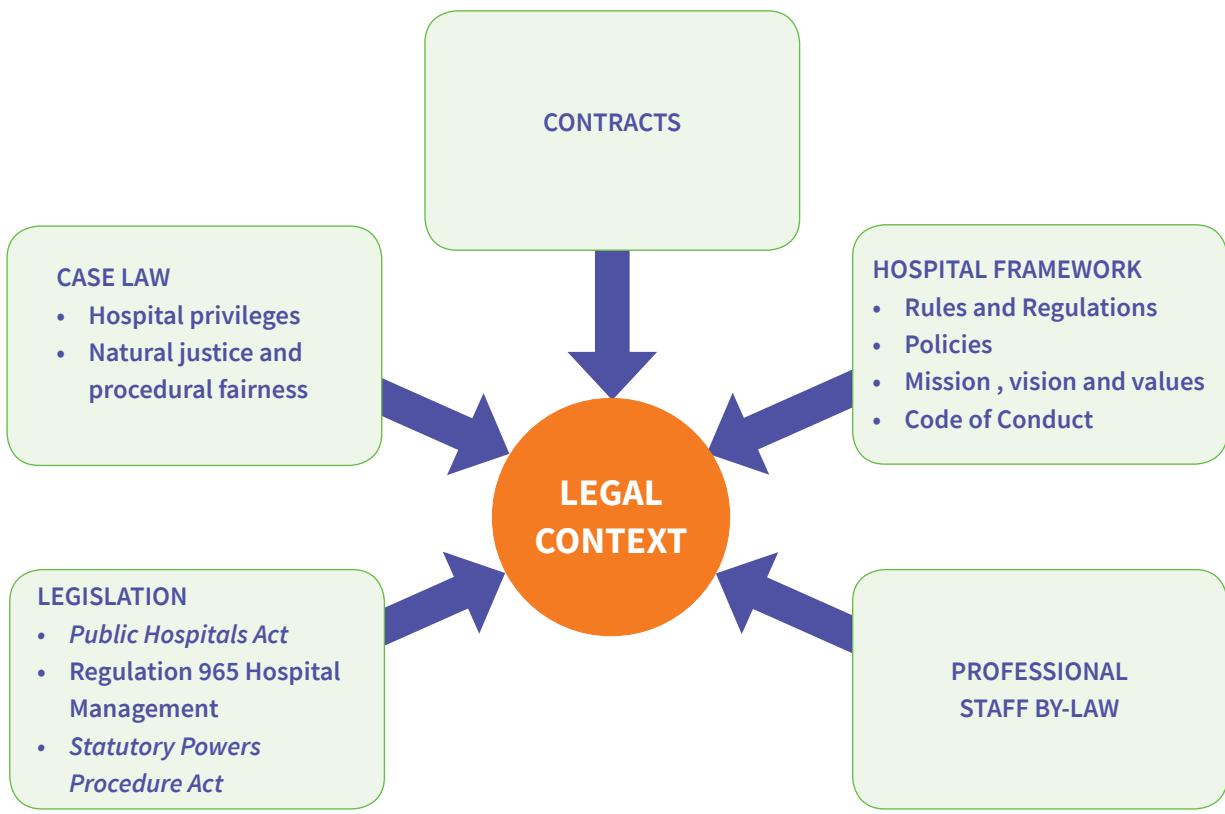 CONTRACTS
CASE LAW
• Hospital privileges
• Natural justice and
procedural fairness
HOSPITAL FRAMEWORK
• Rules and Regulations
• Policies
• Mission , vision and values
• Code of Conduct
LEGAL
CONTEXT
LEGISLATION
• Public Hospitals Act
• Regulation 965 Hospital
Management
• Statutory Powers
Procedure Act
PROFESSIONAL
STAFF BY-LAW